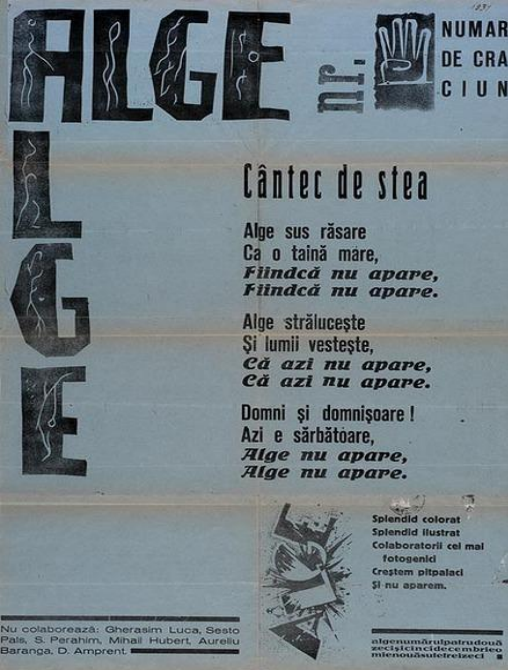 ALGE
ALGE
nr.
NUMAR
DE CRA
CIUN
Cântec de stea
Alge sus răsare
Ca o taină măre,
Fiindcă nu apare,
Fiindcă nu apare.
Alge străluceşte
Şi lumii vesteşte,
Că azi nu apare,
Că azi nu apare.
Domni şi domnişoare !
Azi e sărbătoare,
Alge nu apare,
Alge nu apare.
ALGE
Splendid colorat
Splendid ilustrat
Colaboratorii cei mai
fotogenici
Creştem pitpalaci
Şi nu aparem.
Nu colaborează: Gherasim Luca, Sesto
Pals, S. Perahim, Mihail Hubert, Aureliu
Baranga, D. Amprent
algenumărulpatrudouă
zecişicincidecembrieo
mienouăsuteitreizeci